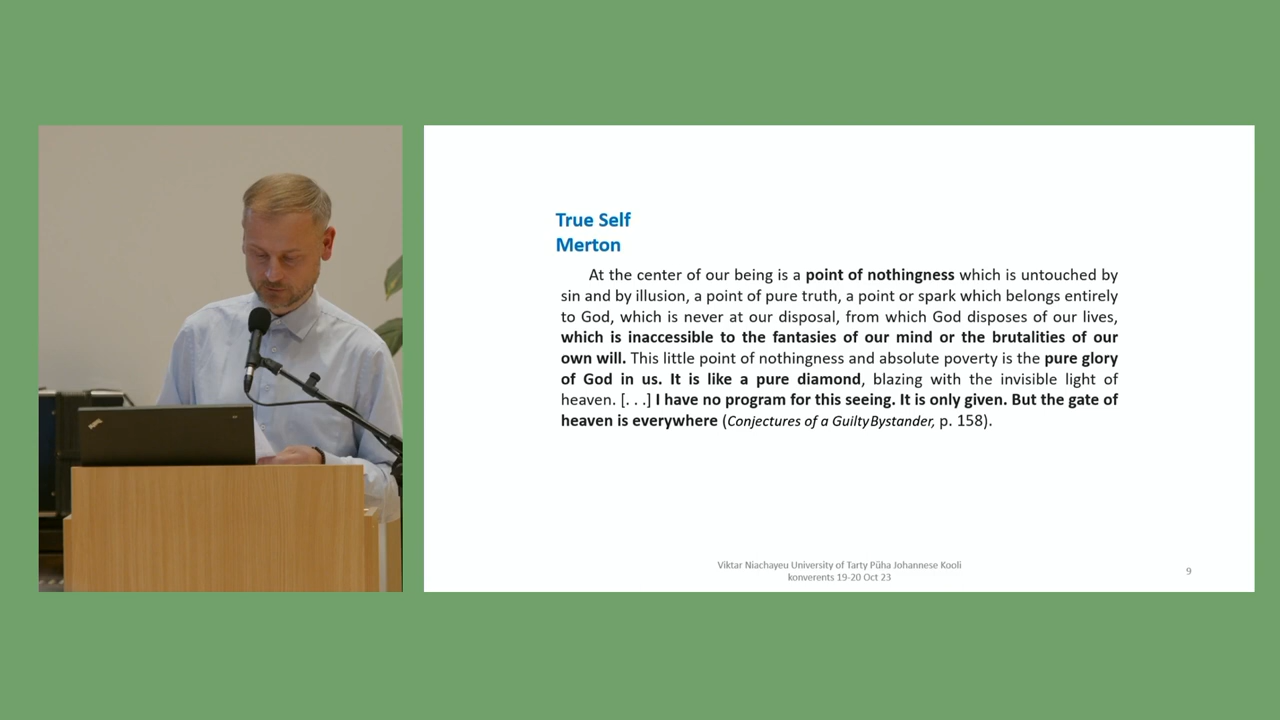 True Self
Merton
At the center of our being is a point of nothingness which is untouched by
sin and by illusion, a point of pure truth, a point or spark which belongs entirely
to God, which is never at our disposal, from which God disposes of our lives,
which is inaccessible to the fantasies of our mind or the brutalities of our
own will. This little point of nothingness and absolute poverty is the pure glory
of God in us. It is like a pure diamond, blazing with the invisible light of
heaven. [. . .] I have no program for this seeing. It is only given. But the gate of
heaven is everywhere (Conjectures of a Guilty Bystander, p. 158).
Viktar Niachayeu University of Tarty Püha Johannese Kooli
konverents 19-20 Oct 23
9